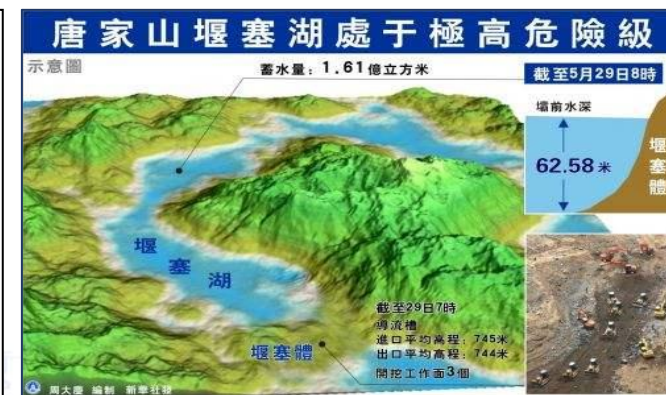 唐家山堰塞湖處于極高危險級
示意圖
蓄水量：1.61億立方米
截至5月29日8時
壩前水深
62.58米
堰塞體
堰塞湖
截至29日7時
導流槽
進口平均高程：745米
出口平均高程：744米
開挖工作面3個
堰塞體
周大慶 編制 新華社發